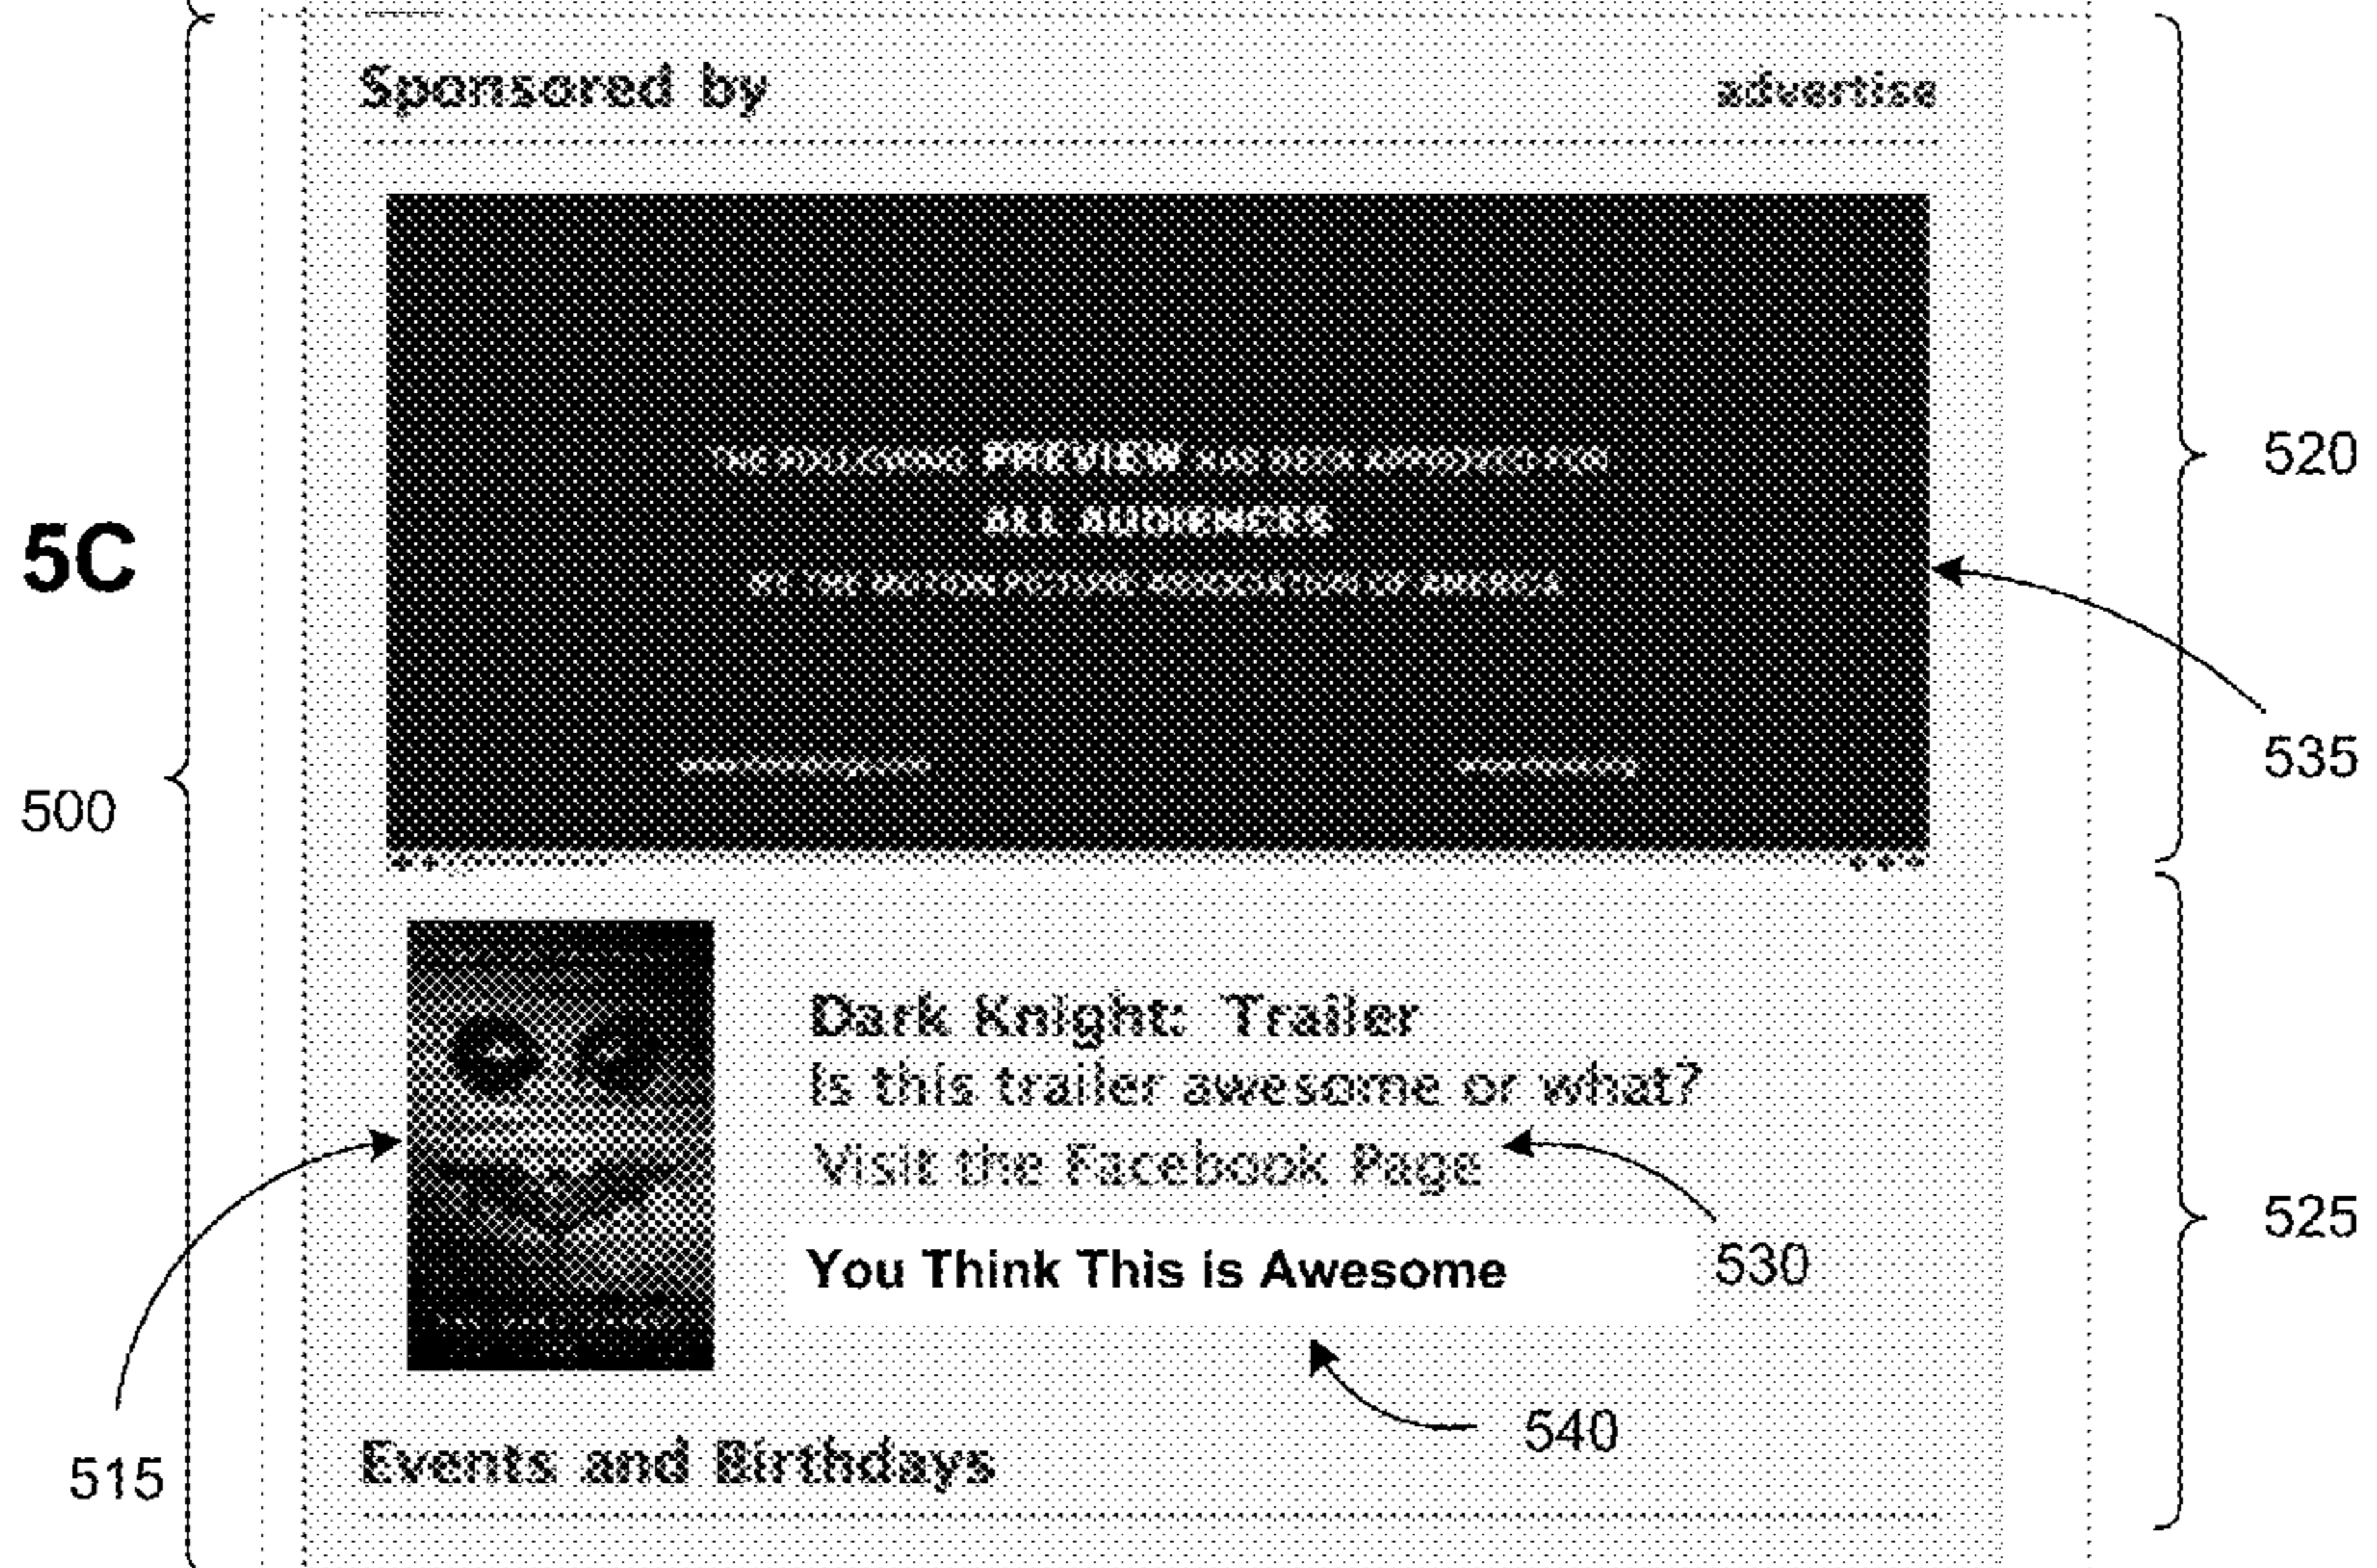 Sponsored by
advertise
THE FOLLOWING PREVIEW HAS BEEN APPROVED FOR
ALL AUDIENCES
BY THE MOTION PICTURE ASSOCIATION OF AMERICA
520
5C
535
500
Dark Knight: Trailer
Is this trailer awesome or what?
Visit the Facebook Page
525
You Think This is Awesome
530
540
515
Events and Birthdays